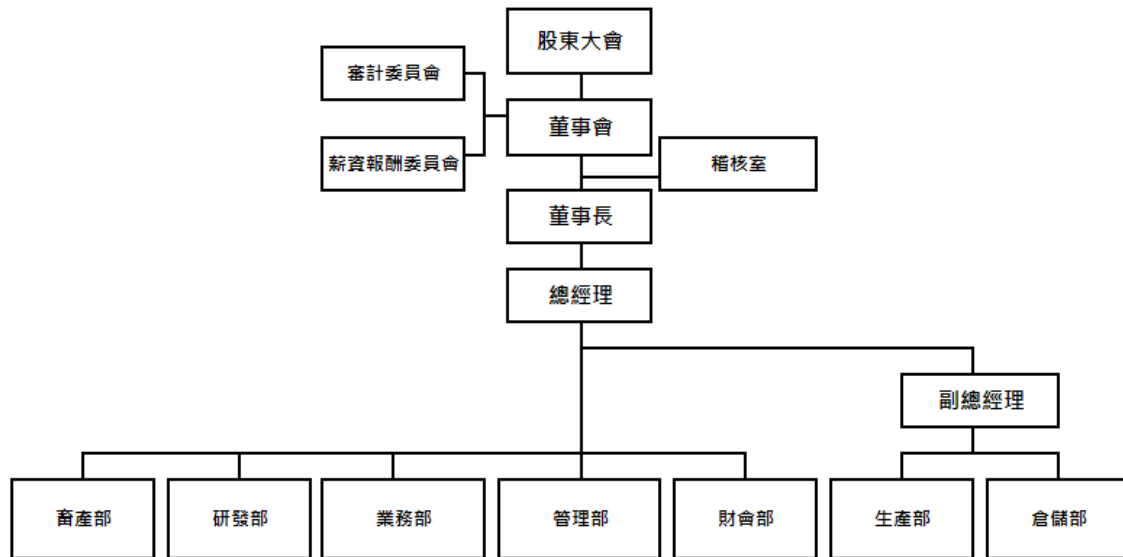 股東大會
審計委員會
董事會
薪資報酬委員會
稽核室
董事長
總經理
副總經理
畜產部
研發部
業務部
管理部
財會部
生產部
倉儲部